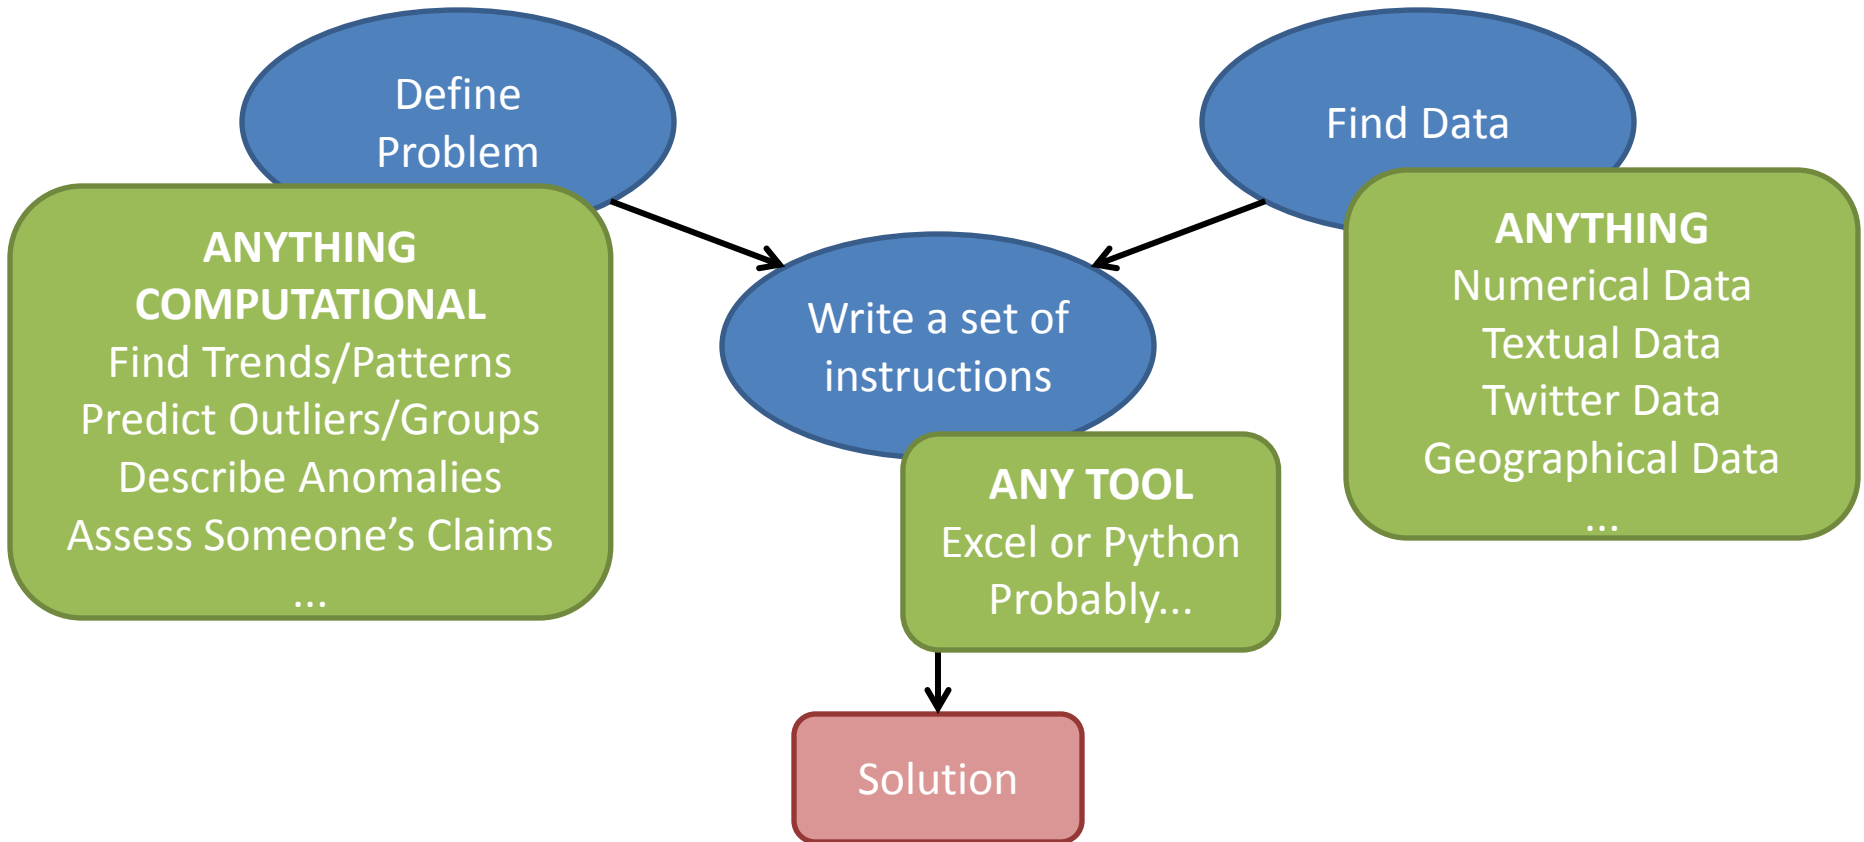 Define
Problem
Find Data
ANYTHING
COMPUTATIONAL
Find Trends/Patterns
Predict Outliers/Groups
Describe Anomalies
Assess Someone’s Claims
...
ANYTHING
Numerical Data
Textual Data
Twitter Data
Geographical Data
...
Write a set of
instructions
ANY TOOL
Excel or Python
Probably...
Solution